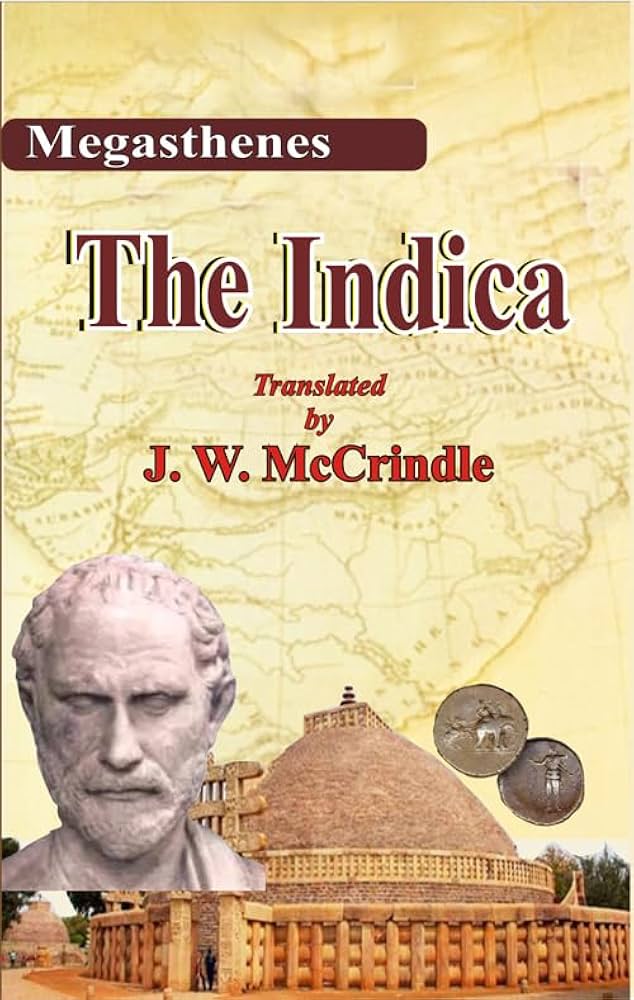 Megasthenes
The Indica
Translated
by
J. W. McCrindle